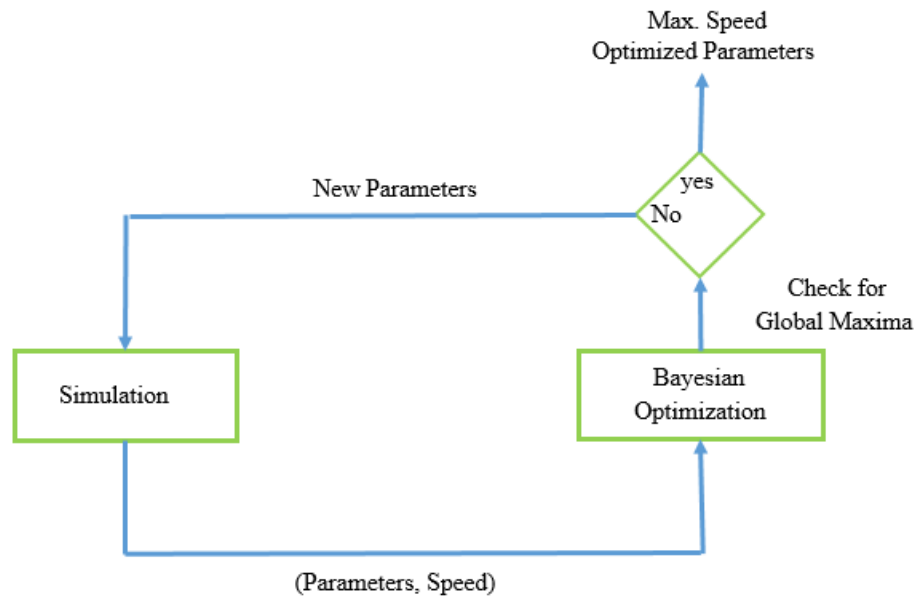 Max. Speed
Optimized Parameters
yes
New Parameters
No
Check for
Global Maxima
Simulation
Bayesian
Optimization
(Parameters, Speed)